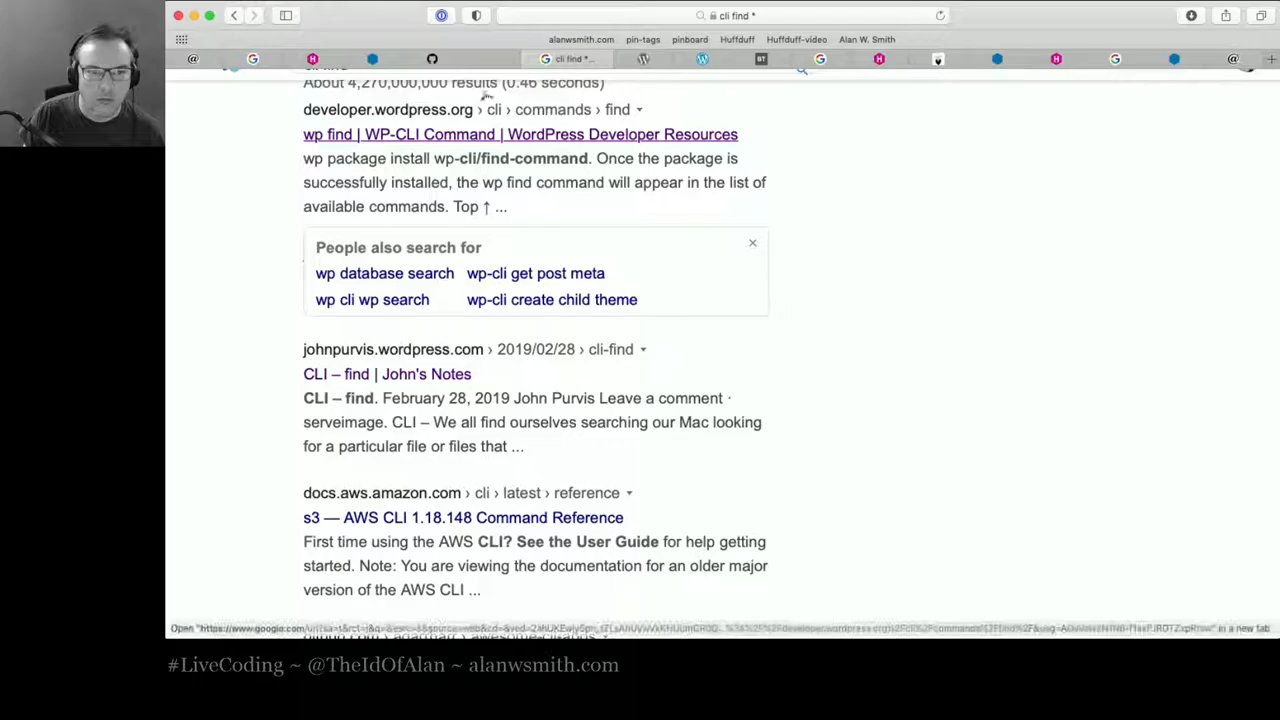 cli find *
alanwsmith.com pin-tags pinboard Huffduff Huffduff-video Alan W. Smith
cli find *...
About 4,270,000,000 results (0.46 seconds)
developer.wordpress.org › cli › commands › find
wp find | WP-CLI Command | WordPress Developer Resources
wp package install wp-cli/find-command. Once the package is
successfully installed, the wp find command will appear in the list of
available commands. Top ↑ ...
People also search for
wp database search wp-cli get post meta
wp cli wp search wp-cli create child theme
johnpurvis.wordpress.com › 2019/02/28 › cli-find
CLI – find | John's Notes
CLI – find. February 28, 2019 John Purvis Leave a comment ·
serveimage. CLI – We all find ourselves searching our Mac looking
for a particular file or files that ...
docs.aws.amazon.com › cli › latest › reference
s3 — AWS CLI 1.18.148 Command Reference
First time using the AWS CLI? See the User Guide for help getting
started. Note: You are viewing the documentation for an older major
version of the AWS CLI ...
in a new tab
#LiveCoding ~ @TheIdOfAlan ~ alanwsmith.com